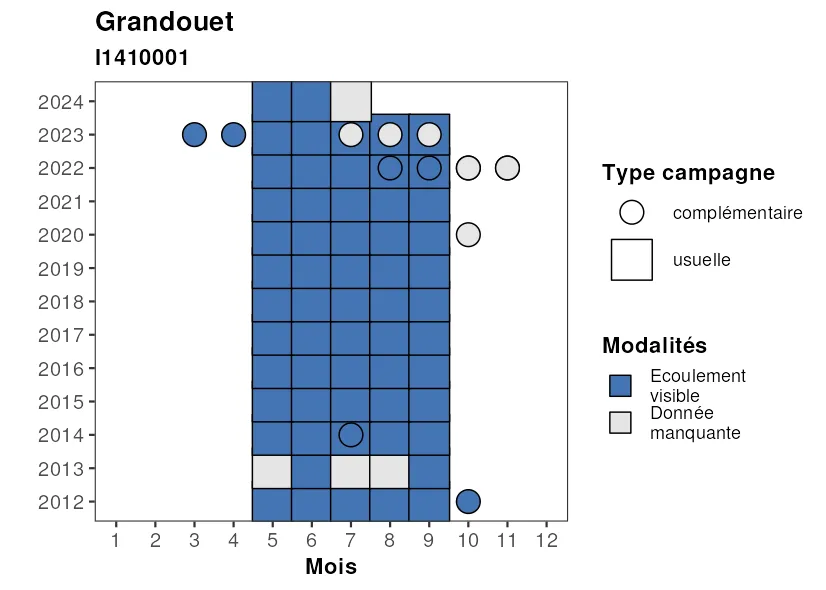 Grandouet
I1410001
2024
2023
2022
2021
2020
2019
2018
2017
2016
2015
2014
2013
2012
1 2 3 4 5 6 7 8 9 10 11 12
Mois
Type campagne
complémentaire
usuelle
Modalités
Ecoulement
visible
Donnée
manquante